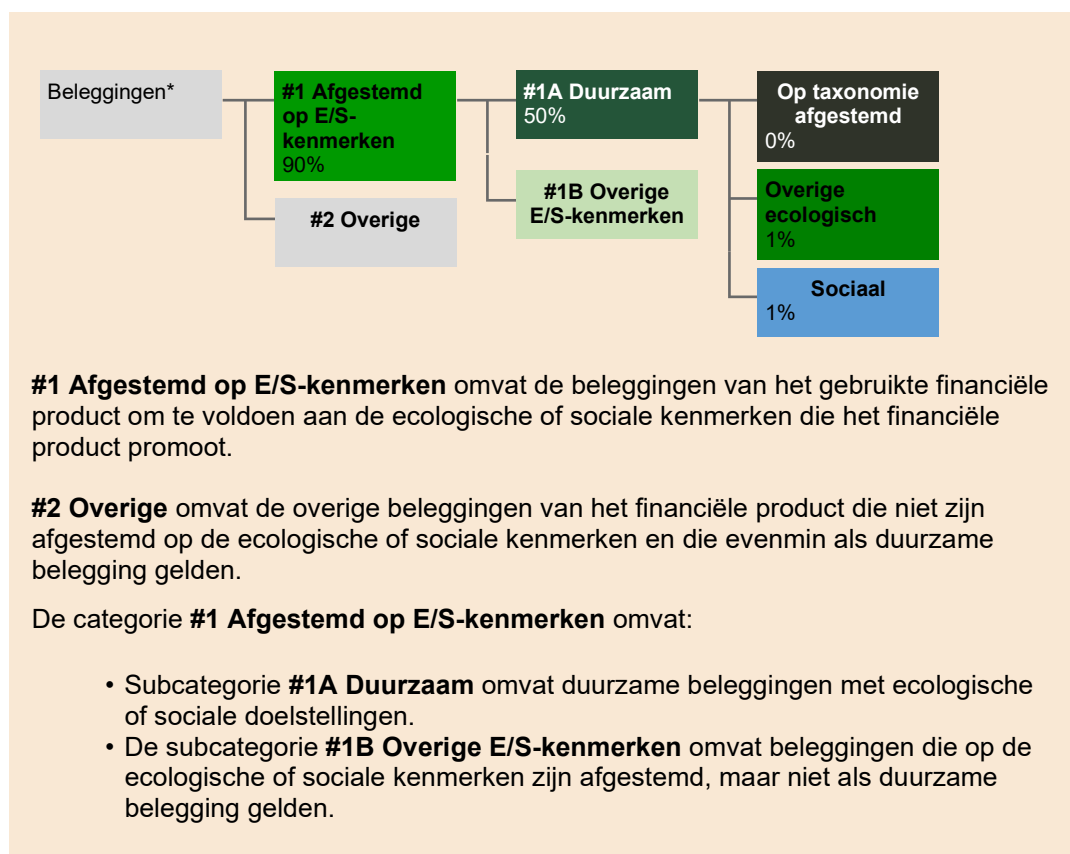 Beleggingen*
#1 Afgestemd
op E/S-
kenmerken
90%
#2 Overige
#1A Duurzaam
50%
#1B Overige
E/S-kenmerken
Op taxonomie
afgestemd
0%
Overige
ecologisch
1%
Sociaal
1%
#1 Afgestemd op E/S-kenmerken omvat de beleggingen van het gebruikte financiële
product om te voldoen aan de ecologische of sociale kenmerken die het financiële
product promoot.
#2 Overige omvat de overige beleggingen van het financiële product die niet zijn
afgestemd op de ecologische of sociale kenmerken en die evenmin als duurzame
belegging gelden.
De categorie #1 Afgestemd op E/S-kenmerken omvat:
• Subcategorie #1A Duurzaam omvat duurzame beleggingen met ecologische
of sociale doelstellingen.
• De subcategorie #1B Overige E/S-kenmerken omvat beleggingen die op de
ecologische of sociale kenmerken zijn afgestemd, maar niet als duurzame
belegging gelden.